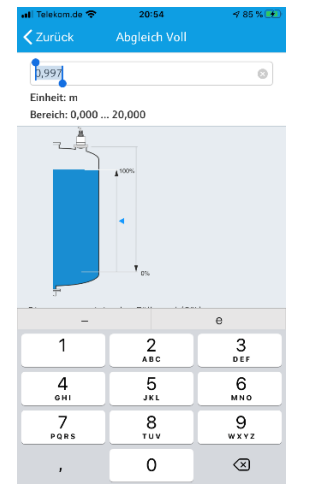 Telekom.de 20:54 85 %
Zurück Abgleich Voll
0,997
Einheit: m
Bereich: 0,000 ... 20,000
100%
0%
– e
1 2 3
ABC DEF
4 5 6
GHI JKL MNO
7 8 9
PQRS TUV WXYZ
, 0